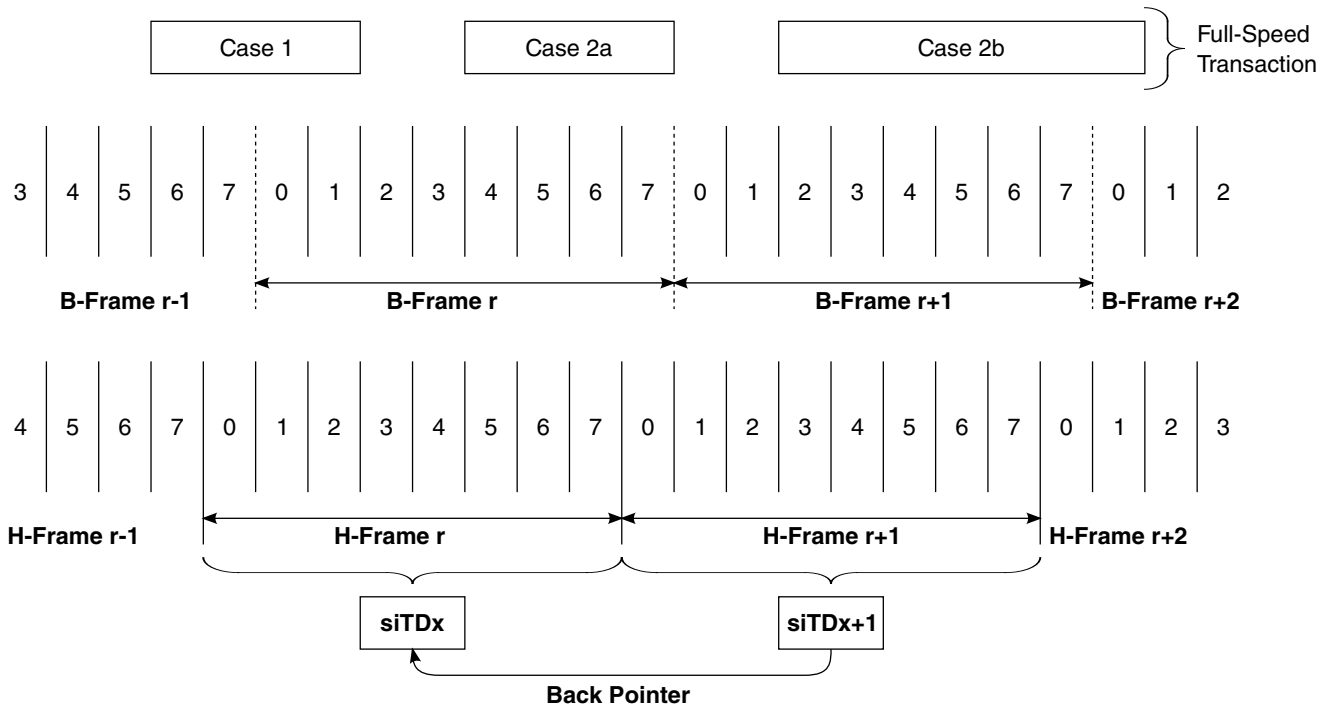 Case 1 Case 2a Case 2b Full-Speed
Transaction
3 4 5 6 7 0 1 2 3 4 5 6 7 0 1 2 3 4 5 6 7 0 1 2
B-Frame r-1 B-Frame r B-Frame r+1 B-Frame r+2
4 5 6 7 0 1 2 3 4 5 6 7 0 1 2 3 4 5 6 7 0 1 2 3
H-Frame r-1 H-Frame r H-Frame r+1 H-Frame r+2
siTDx siTDx+1
Back Pointer